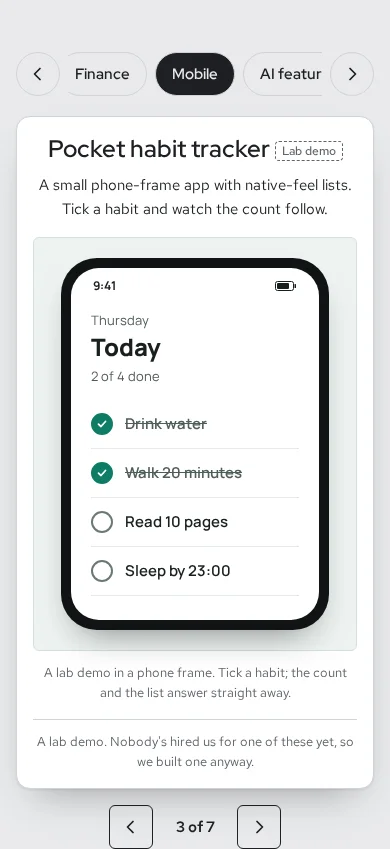 Finance
Mobile
AI featur
Pocket habit tracker
Lab demo
A small phone-frame app with native-feel lists.
Tick a habit and watch the count follow.
9:41
Thursday
Today
2 of 4 done
Drink water
Walk 20 minutes
Read 10 pages
Sleep by 23:00
A lab demo in a phone frame. Tick a habit; the count
and the list answer straight away.
A lab demo. Nobody's hired us for one of these yet, so
we built one anyway.
3 of 7